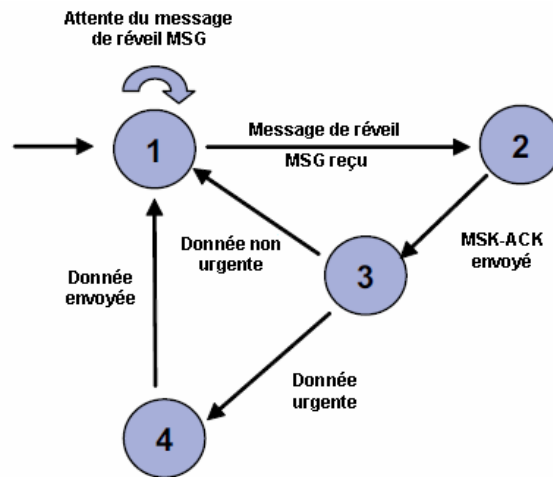 Attente du message
de réveil MSG
1
Message de réveil
MSG reçu
2
Donnée non
urgente
MSK-ACK
envoyé
Donnée
envoyée
3
Donnée
urgente
4